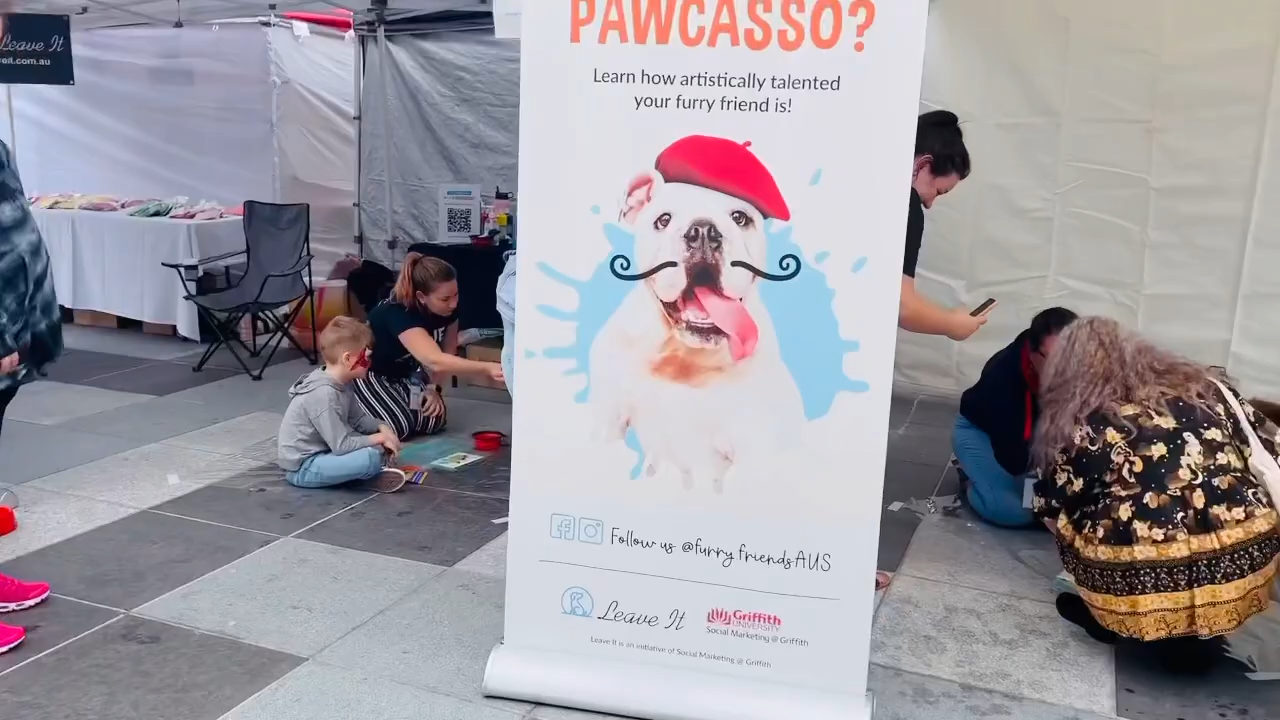 Leave It
eit.com.au
PAWCASSO?
Learn how artistically talented
your furry friend is!
Follow us @furry friendsAUS
Leave It
Griffith
UNIVERSITY
Social Marketing @ Griffith
Leave It is an initiative of Social Marketing @ Griffith